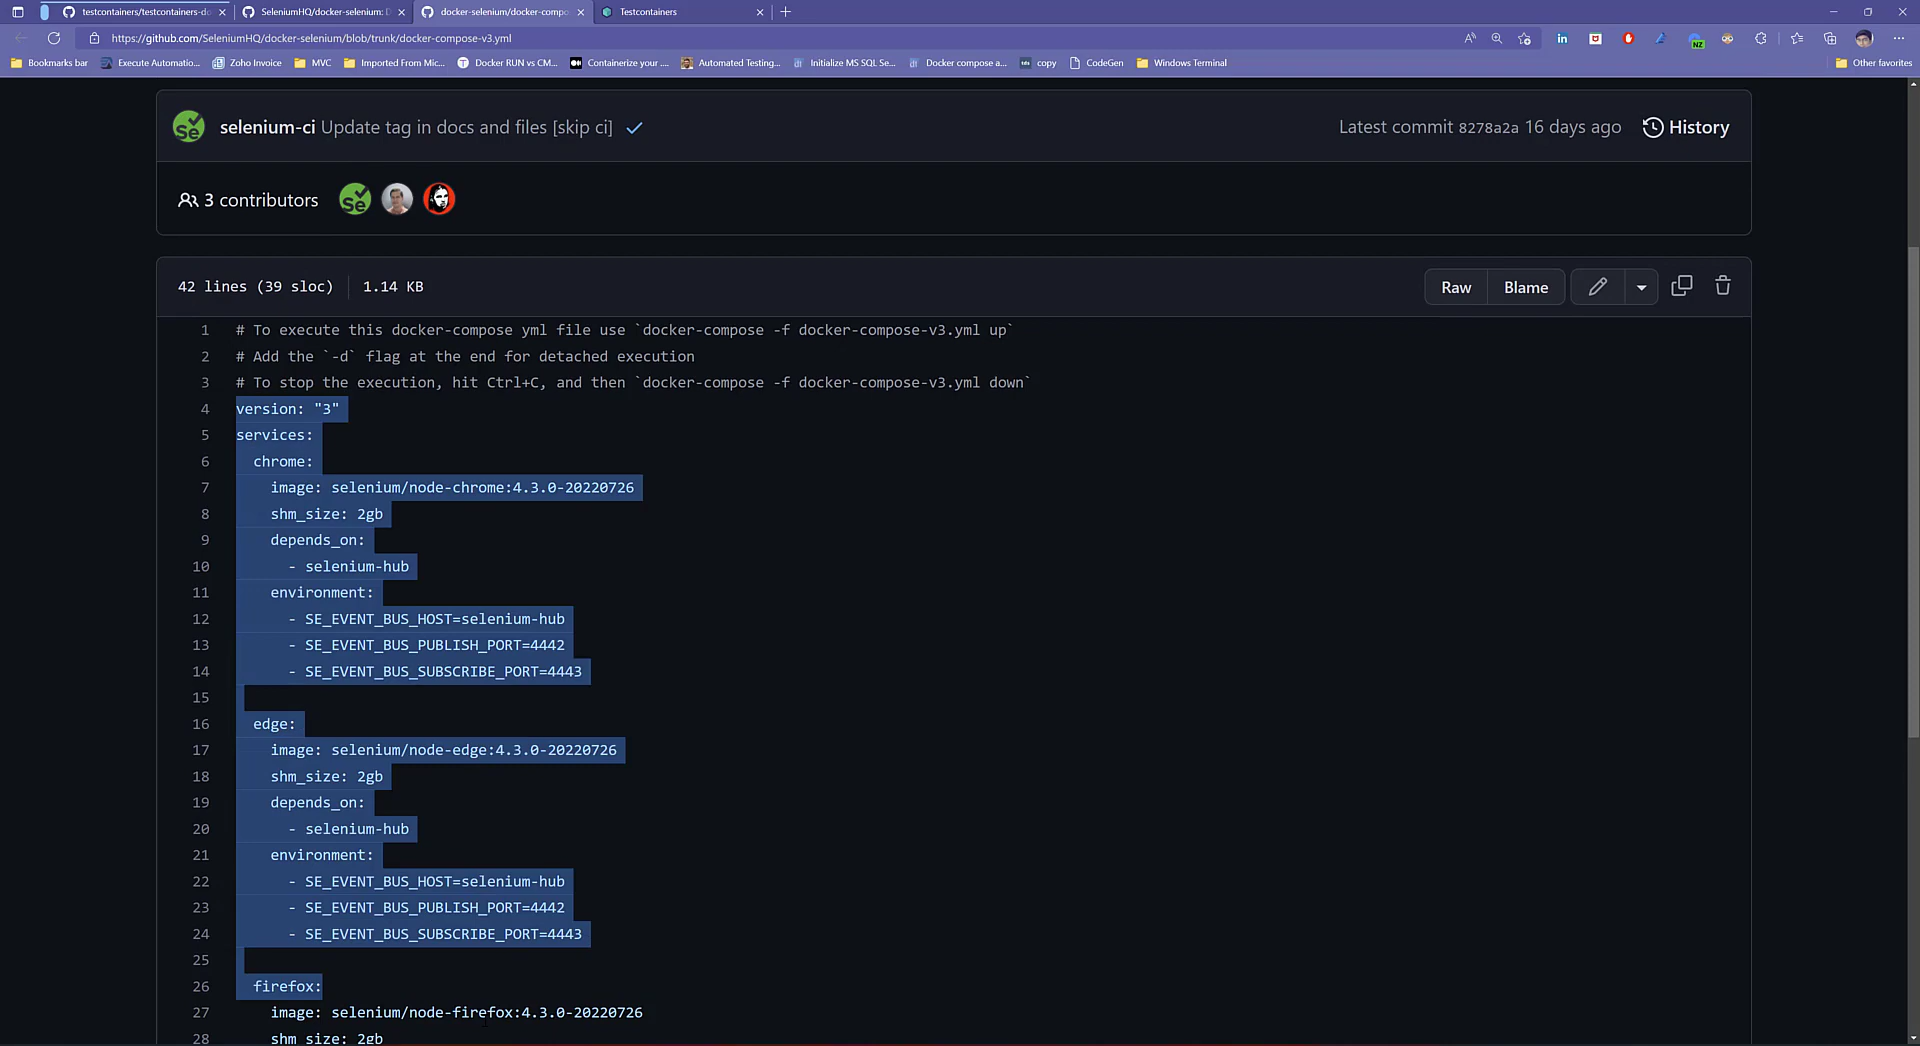 testcontainers/testcontainers-do
SeleniumHQ/docker-selenium: D
docker-selenium/docker-compo
Testcontainers
https://github.com/SeleniumHQ/docker-selenium/blob/trunk/docker-compose-v3.yml
Bookmarks bar
Execute Automatio...
Zoho Invoice
MVC
Imported From Mic...
Docker RUN vs CM...
Containerize your ....
Automated Testing...
Initialize MS SQL Se...
Docker compose a...
copy
CodeGen
Windows Terminal
Other favorites
selenium-ci Update tag in docs and files [skip ci]
Latest commit 8278a2a 16 days ago
History
3 contributors
42 lines (39 sloc) 1.14 KB
Raw
Blame
1 # To execute this docker-compose yml file use `docker-compose -f docker-compose-v3.yml up`
2 # Add the `-d` flag at the end for detached execution
3 # To stop the execution, hit Ctrl+C, and then `docker-compose -f docker-compose-v3.yml down`
4 version: "3"
5 services:
6 chrome:
7 image: selenium/node-chrome:4.3.0-20220726
8 shm_size: 2gb
9 depends_on:
10 - selenium-hub
11 environment:
12 - SE_EVENT_BUS_HOST=selenium-hub
13 - SE_EVENT_BUS_PUBLISH_PORT=4442
14 - SE_EVENT_BUS_SUBSCRIBE_PORT=4443
15
16 edge:
17 image: selenium/node-edge:4.3.0-20220726
18 shm_size: 2gb
19 depends_on:
20 - selenium-hub
21 environment:
22 - SE_EVENT_BUS_HOST=selenium-hub
23 - SE_EVENT_BUS_PUBLISH_PORT=4442
24 - SE_EVENT_BUS_SUBSCRIBE_PORT=4443
25
26 firefox:
27 image: selenium/node-firefox:4.3.0-20220726
28 shm_size: 2gb